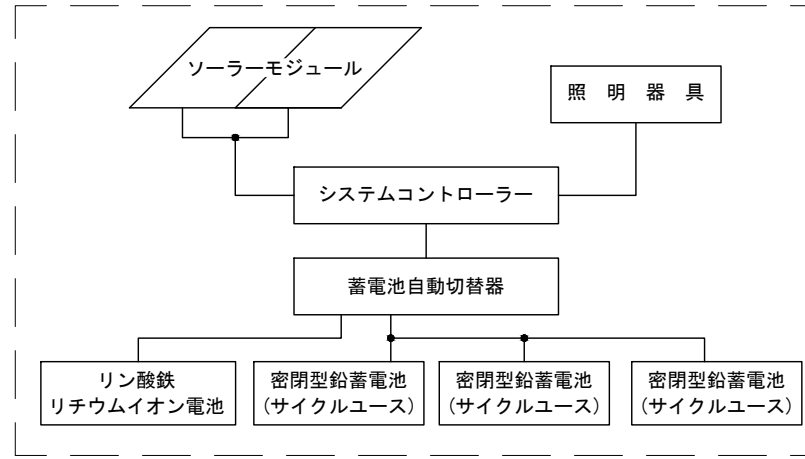 ソーラーモジュール
照 明 器 具
システムコントローラー
蓄電池自動切替器
リン酸鉄
リチウムイオン電池
密閉型鉛蓄電池
(サイクルユース)
密閉型鉛蓄電池
(サイクルユース)
密閉型鉛蓄電池
(サイクルユース)